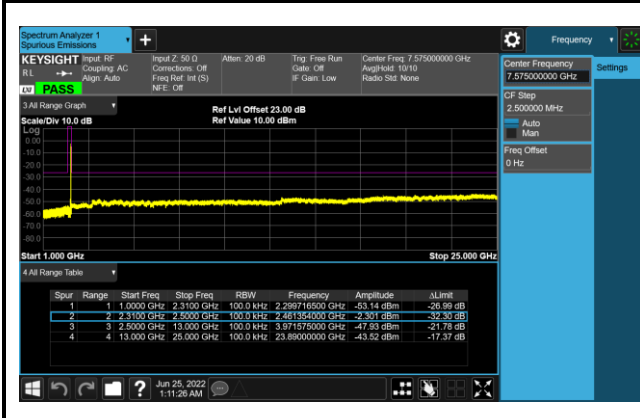 Spectrum Analyzer 1
Spurious Emissions
Frequency
KEYSIGHT
R L
PASS
Input: RF
Coupling: AC
Align: Auto
Input Z: 50 Ω
Corrections: Off
Freq Ref: Int (S)
NFE: Off
Atten: 20 dB
Trig: Free Run
Gate: Off
IF Gain: Low
Center Freq: 7.575000000 GHz
Avg|Hold: 10/10
Radio Std: None
Center Frequency
7.575000000 GHz
Settings
CF Step
2.500000 MHz
Auto
Man
Freq Offset
0 Hz
3 All Range Graph
Scale/Div 10.0 dB
Ref Lvl Offset 23.00 dB
Ref Value 10.00 dBm
Log
0.00
-10.0
-20.0
-30.0
-40.0
-50.0
-60.0
-70.0
-80.0
Start 1.000 GHz
Stop 25.000 GHz
4 All Range Table
Spur Range Start Freq Stop Freq RBW Frequency Amplitude ΔLimit
1 1 1.0000 GHz 2.3100 GHz 100.0 kHz 2.299716500 GHz -53.14 dBm -26.99 dB
2 2 2.3100 GHz 2.5000 GHz 100.0 kHz 2.461354000 GHz -2.301 dBm -32.30 dB
3 3 2.5000 GHz 13.000 GHz 100.0 kHz 3.971575000 GHz -47.93 dBm -21.78 dB
4 4 13.000 GHz 25.000 GHz 100.0 kHz 23.89000000 GHz -43.52 dBm -17.37 dB
?
Jun 25, 2022
1:11:26 AM